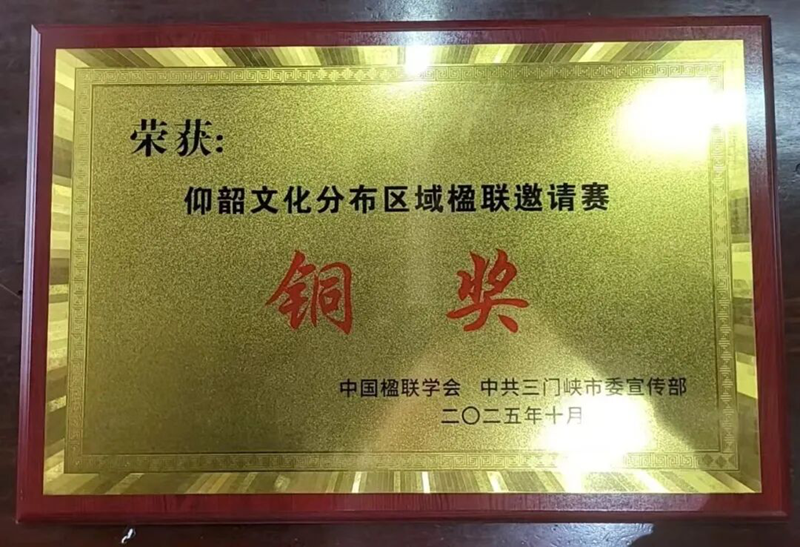 荣获:
仰韶文化分布区域楹联邀请赛
铜奖
中国楹联学会 中共三门峡市委宣传部
二〇二五年十月